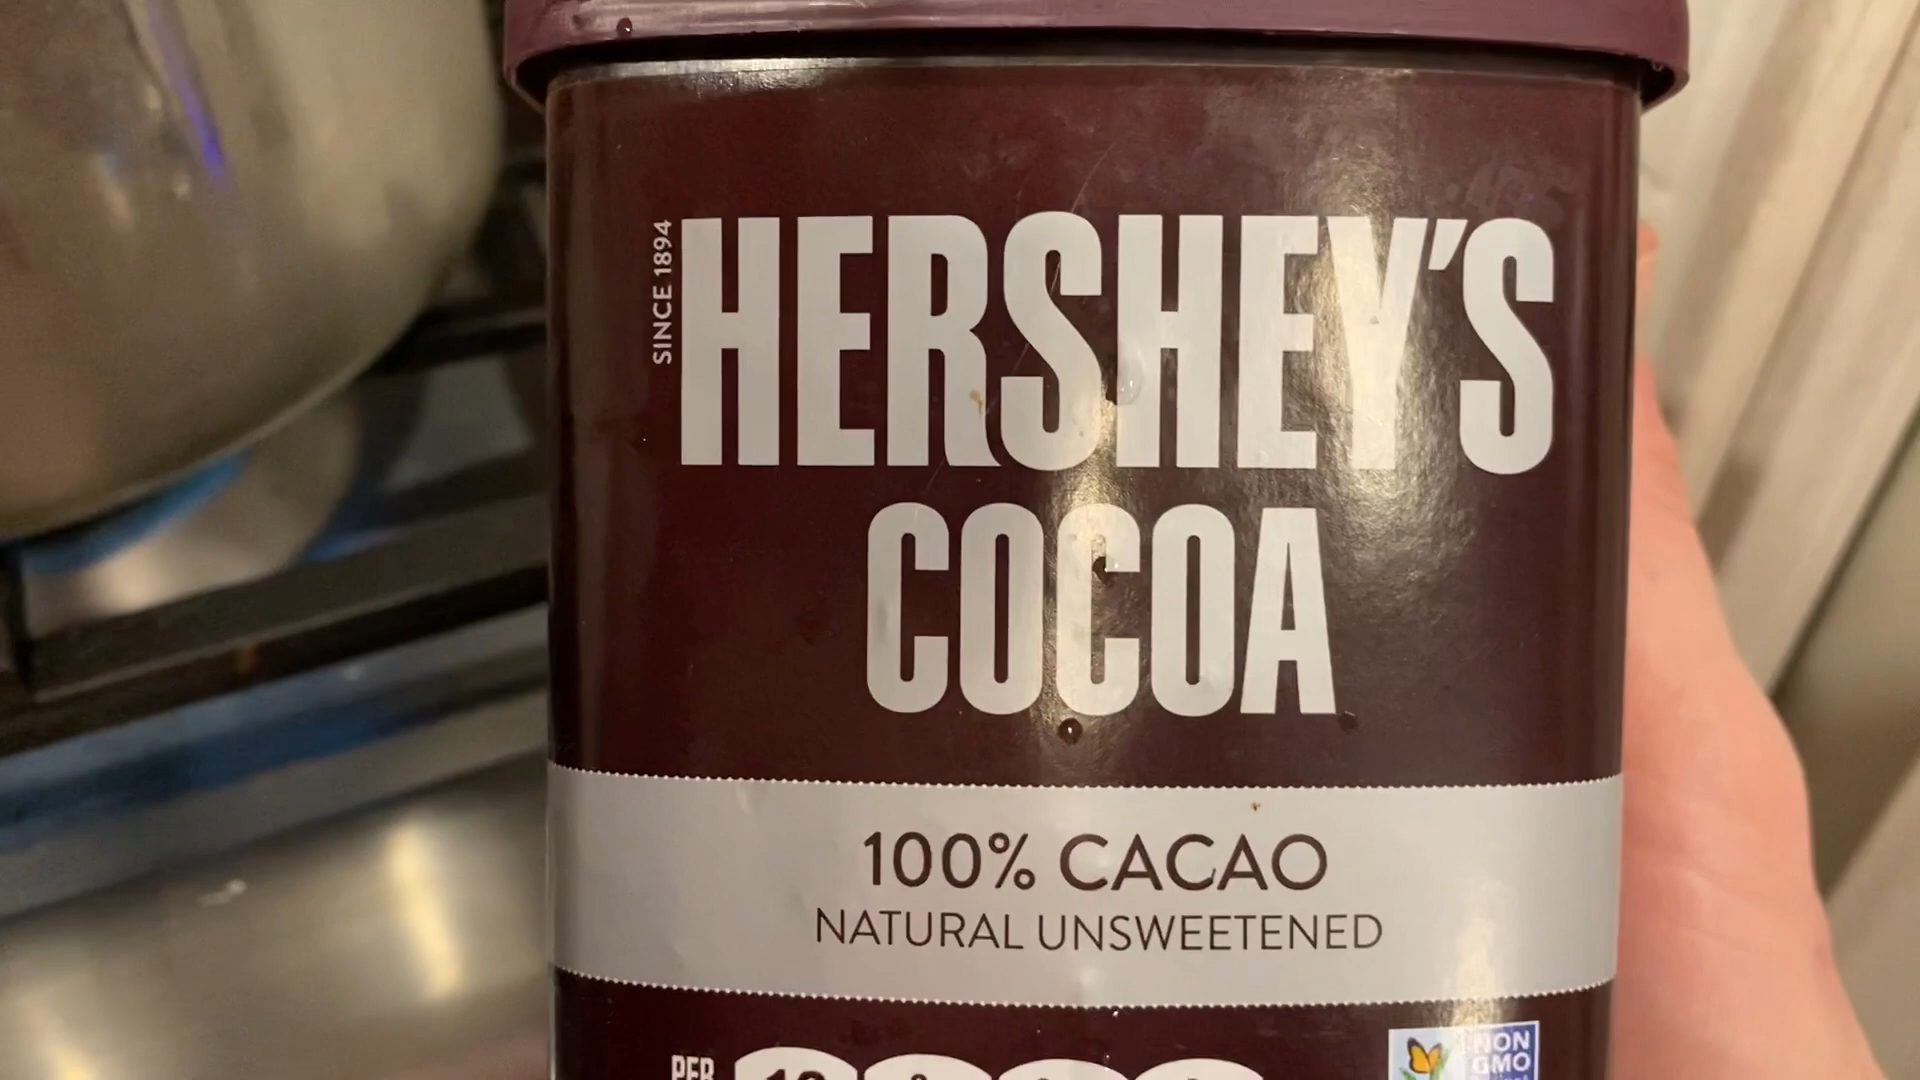 SINCE 1894
HERSHEY'S
COCOA
100% CACAO
NATURAL UNSWEETENED
PER
NON
GMO